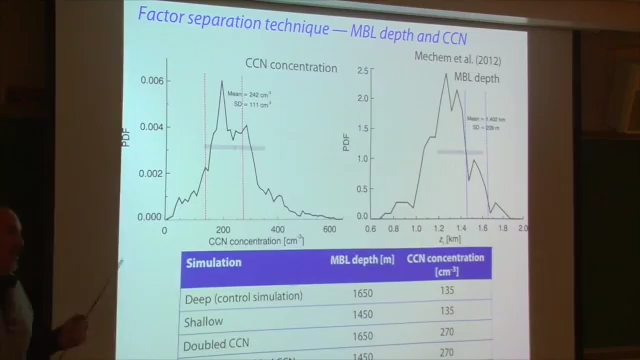 Factor separation technique — MBL depth and CCN
Mechem et al. (2012)
CCN concentration
Mean = 242 cm⁻³
SD = 111 cm⁻³
PDF
0.006
0.004
0.002
0.000
0 200 400 600
CCN concentration [cm⁻³]
MBL depth
SD = 209 m
PDF
2.5
2.0
1.5
1.0
0.5
0.0
0.6 0.8 1.0 1.2 1.4 1.6 1.8 2.0
[km]
Simulation MBL depth [m] CCN concentration [cm⁻³]
Deep (control simulation) 1650 135
Shallow 1450 135
Doubled CCN 1650 270
1450 270